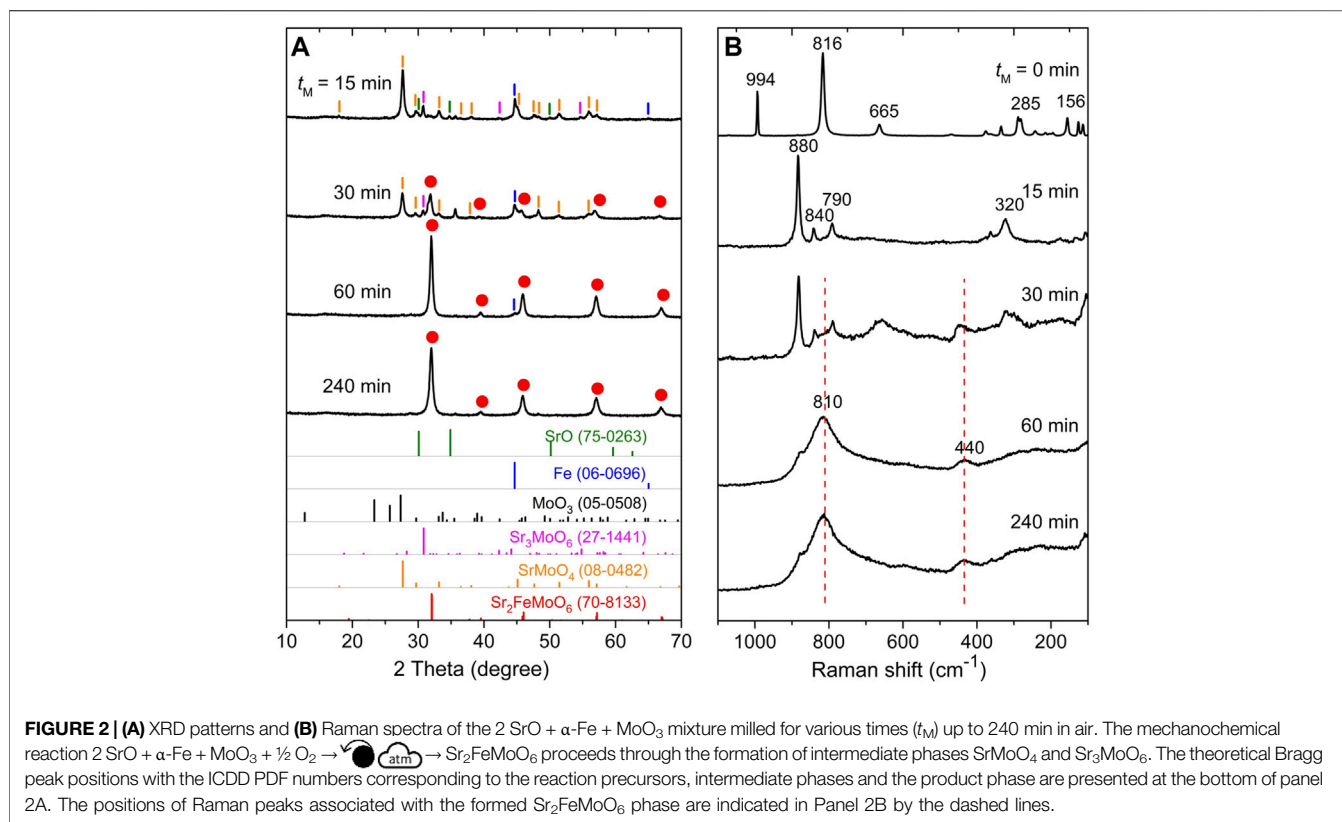 A
t_M = 15 min
30 min
60 min
240 min
SrO (75-0263)
Fe (06-0696)
MoO₃ (05-0508)
Sr₃MoO₆ (27-1441)
SrMoO₄ (08-0482)
Sr₂FeMoO₆ (70-8133)
10 20 30 40 50 60 70
2 Theta (degree)
B
816
t_M = 0 min
994
665
285
156
880
15 min
840
790
320
30 min
810
60 min
440
240 min
1000 800 600 400 200
Raman shift (cm⁻¹)
FIGURE 2 | (A) XRD patterns and (B) Raman spectra of the 2 SrO + α-Fe + MoO₃ mixture milled for various times (t_M) up to 240 min in air. The mechanochemical
reaction 2 SrO + α-Fe + MoO₃ + ½ O₂ → atm → Sr₂FeMoO₆ proceeds through the formation of intermediate phases SrMoO₄ and Sr₃MoO₆. The theoretical Bragg
peak positions with the ICDD PDF numbers corresponding to the reaction precursors, intermediate phases and the product phase are presented at the bottom of panel
2A. The positions of Raman peaks associated with the formed Sr₂FeMoO₆ phase are indicated in Panel 2B by the dashed lines.